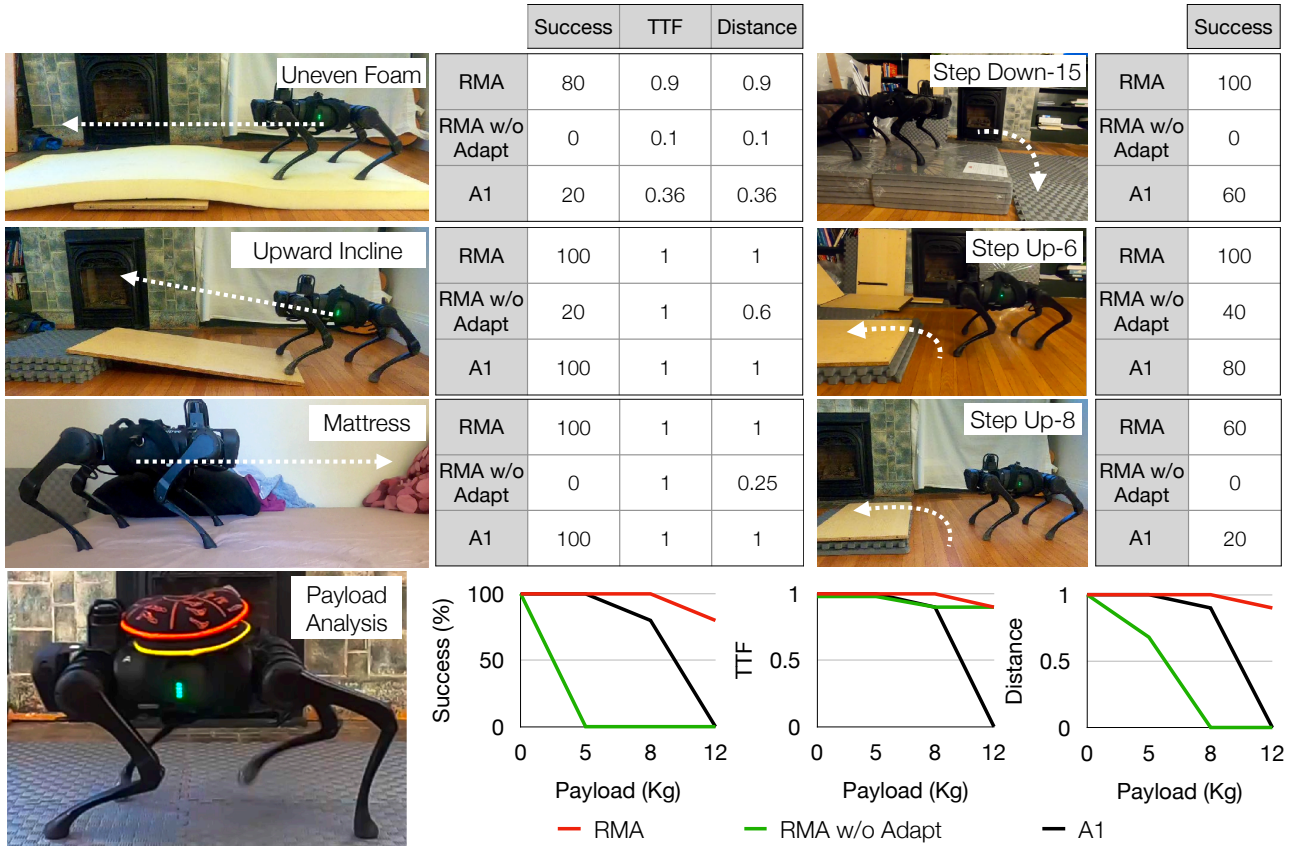 Success TTF Distance
Success
Uneven Foam
RMA 80 0.9 0.9
RMA w/o
Adapt 0 0.1 0.1
A1 20 0.36 0.36
Step Down-15
RMA 100
RMA w/o
Adapt 0
A1 60
Upward Incline
RMA 100 1 1
RMA w/o
Adapt 20 1 0.6
A1 100 1 1
Step Up-6
RMA 100
RMA w/o
Adapt 40
A1 80
Mattress
RMA 100 1 1
RMA w/o
Adapt 0 1 0.25
A1 100 1 1
Step Up-8
RMA 60
RMA w/o
Adapt 0
A1 20
Payload
Analysis
Success (%)
100
50
0
0 5 8 12
Payload (Kg)
TTF
1
0.5
0
0 5 8 12
Payload (Kg)
Distance
1
0.5
0
0 5 8 12
Payload (Kg)
RMA RMA w/o Adapt A1